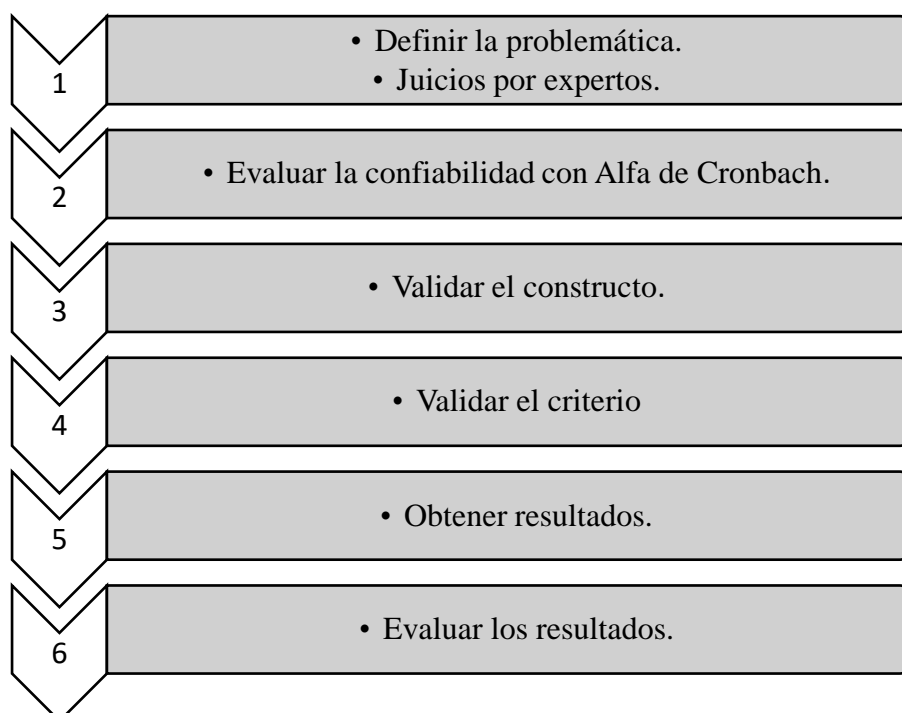 1
• Definir la problemática.
• Juicios por expertos.
2
• Evaluar la confiabilidad con Alfa de Cronbach.
3
• Validar el constructo.
4
• Validar el criterio
5
• Obtener resultados.
6
• Evaluar los resultados.